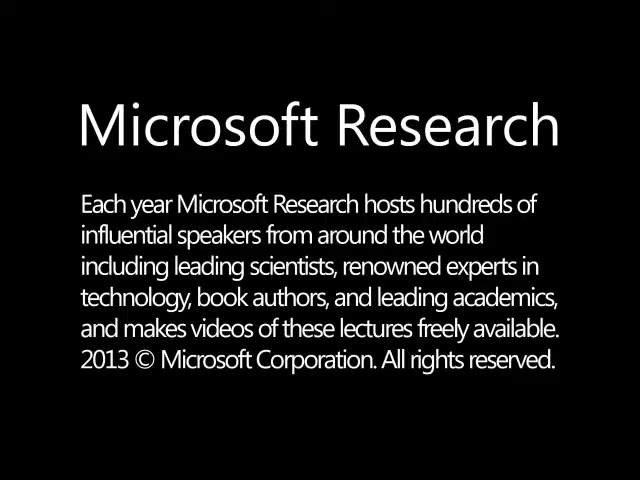 Microsoft Research
Each year Microsoft Research hosts hundreds of
influential speakers from around the world
including leading scientists, renowned experts in
technology, book authors, and leading academics,
and makes videos of these lectures freely available.
2013 © Microsoft Corporation. All rights reserved.